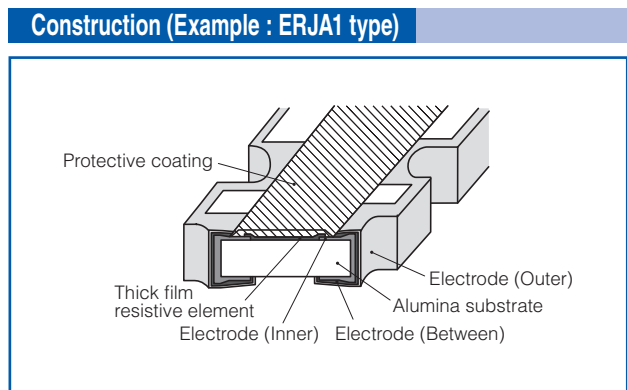 Construction (Example : ERJA1 type)
Protective coating
Electrode (Outer)
Thick film
resistive element
Alumina substrate
Electrode (Inner)
Electrode (Between)